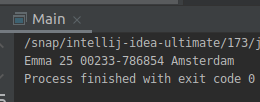 Main ×
/snap/intellij-idea-ultimate/173/j
Emma 25 00233-786854 Amsterdam
Process finished with exit code 0